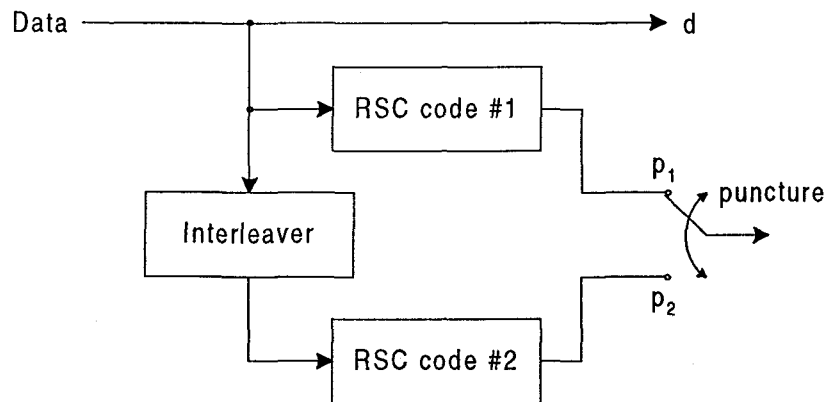 Data
d
RSC code #1
p1
puncture
Interleaver
p2
RSC code #2